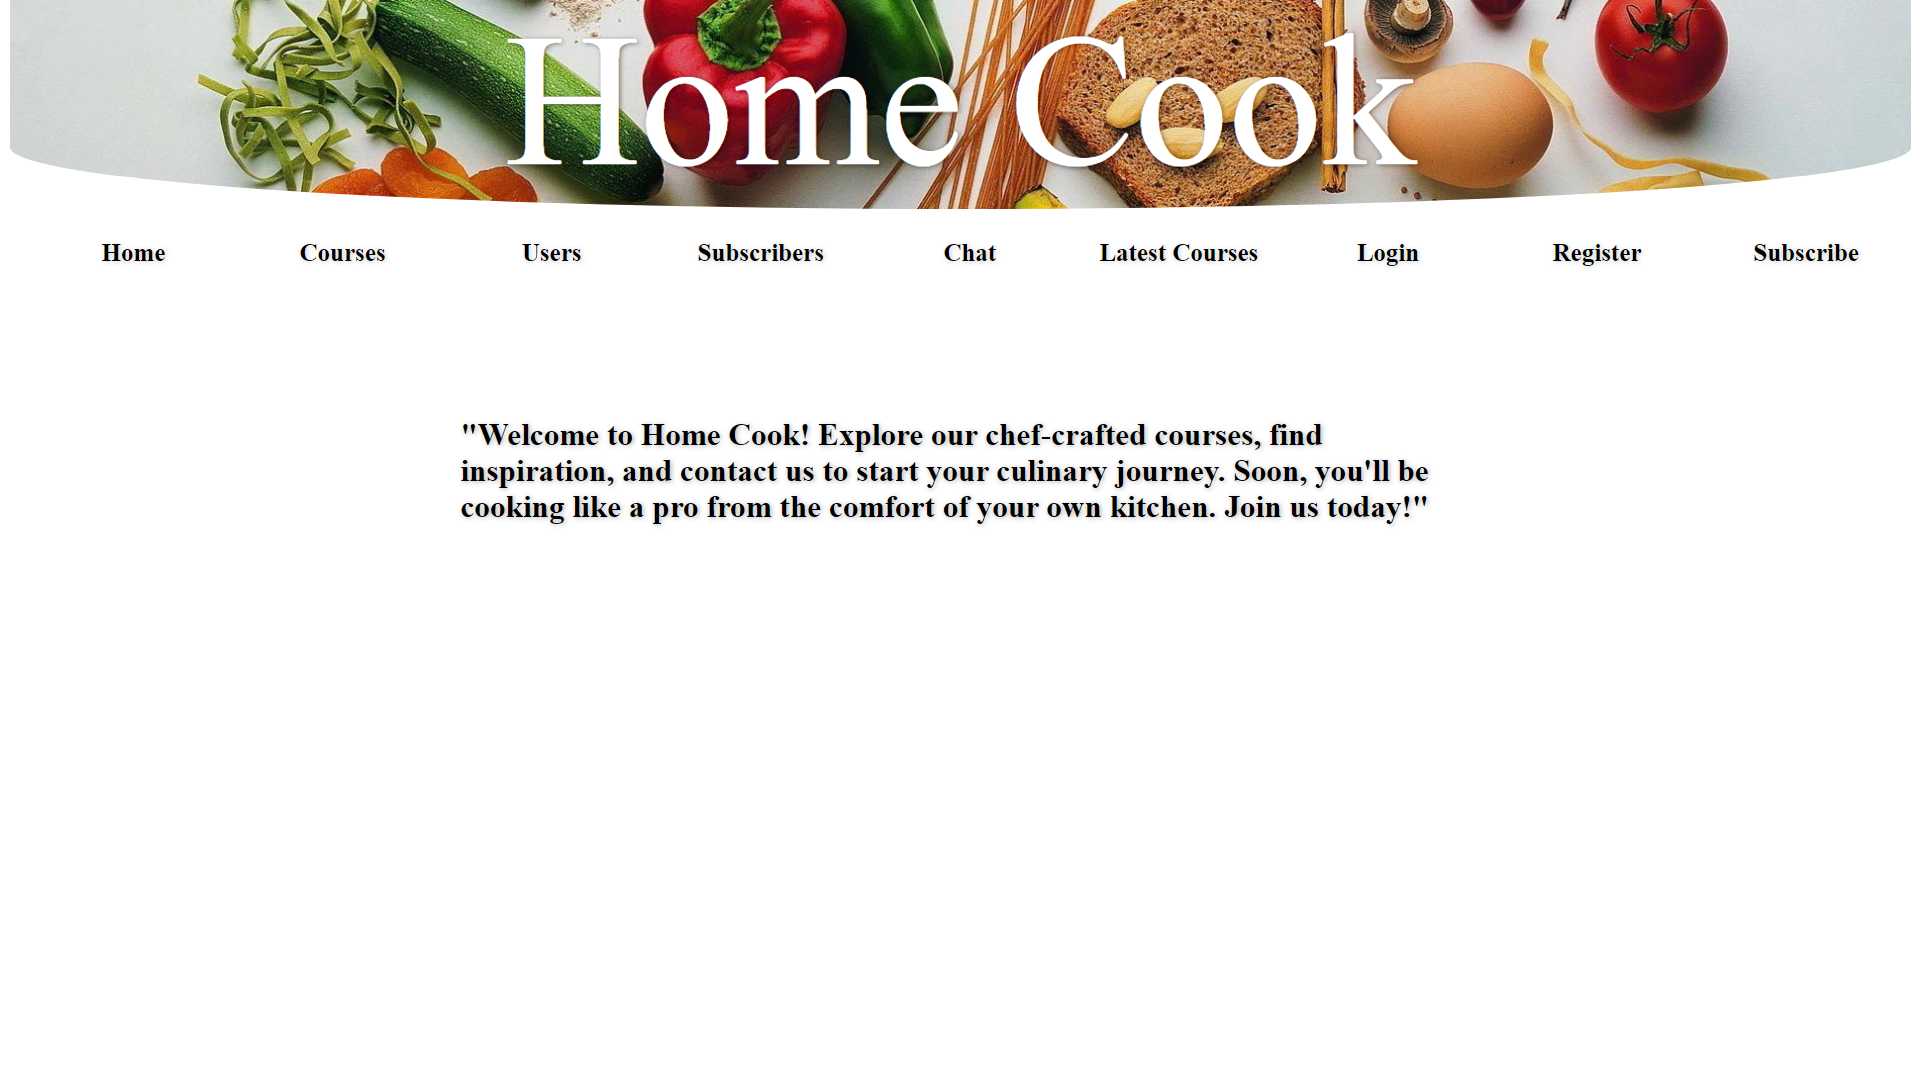 Home Cook
Home Courses Users Subscribers Chat Latest Courses Login Register Subscribe
"Welcome to Home Cook! Explore our chef-crafted courses, find
inspiration, and contact us to start your culinary journey. Soon, you'll be
cooking like a pro from the comfort of your own kitchen. Join us today!"